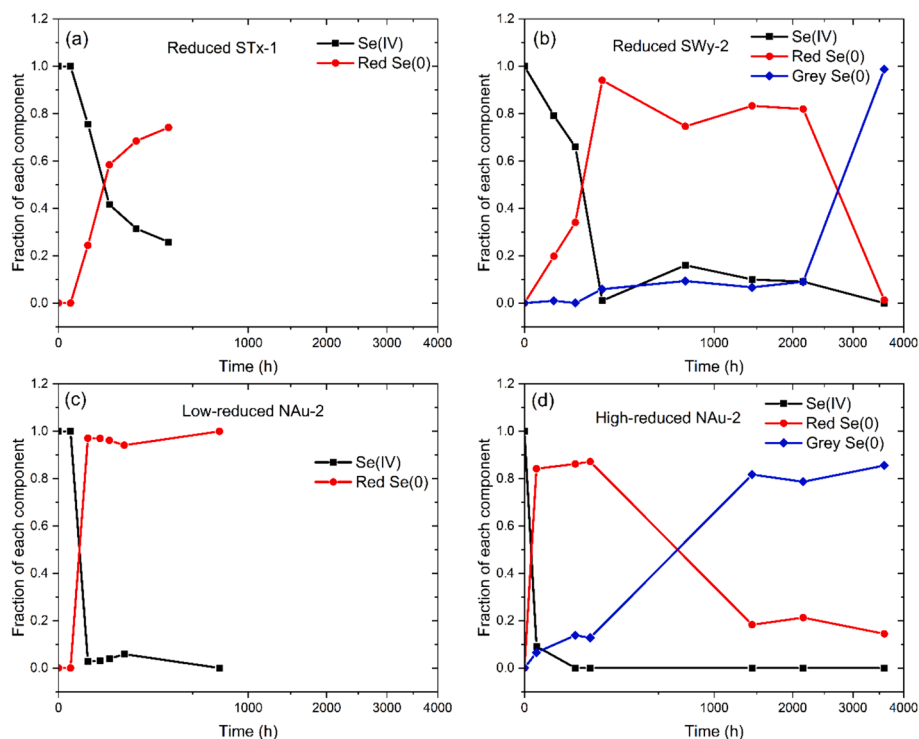 (a)
Reduced STx-1
Se(IV)
Red Se(0)
Fraction of each component
1.2
1.0
0.8
0.6
0.4
0.2
0.0
0
1000
2000
3000
4000
Time (h)
(b)
Reduced SWy-2
Se(IV)
Red Se(0)
Grey Se(0)
Fraction of each component
1.2
1.0
0.8
0.6
0.4
0.2
0.0
0
1000
2000
3000
4000
Time (h)
(c)
Low-reduced NAu-2
Se(IV)
Red Se(0)
Fraction of each component
1.2
1.0
0.8
0.6
0.4
0.2
0.0
0
1000
2000
3000
4000
Time (h)
(d)
High-reduced NAu-2
Se(IV)
Red Se(0)
Grey Se(0)
Fraction of each component
1.2
1.0
0.8
0.6
0.4
0.2
0.0
0
1000
2000
3000
4000
Time (h)